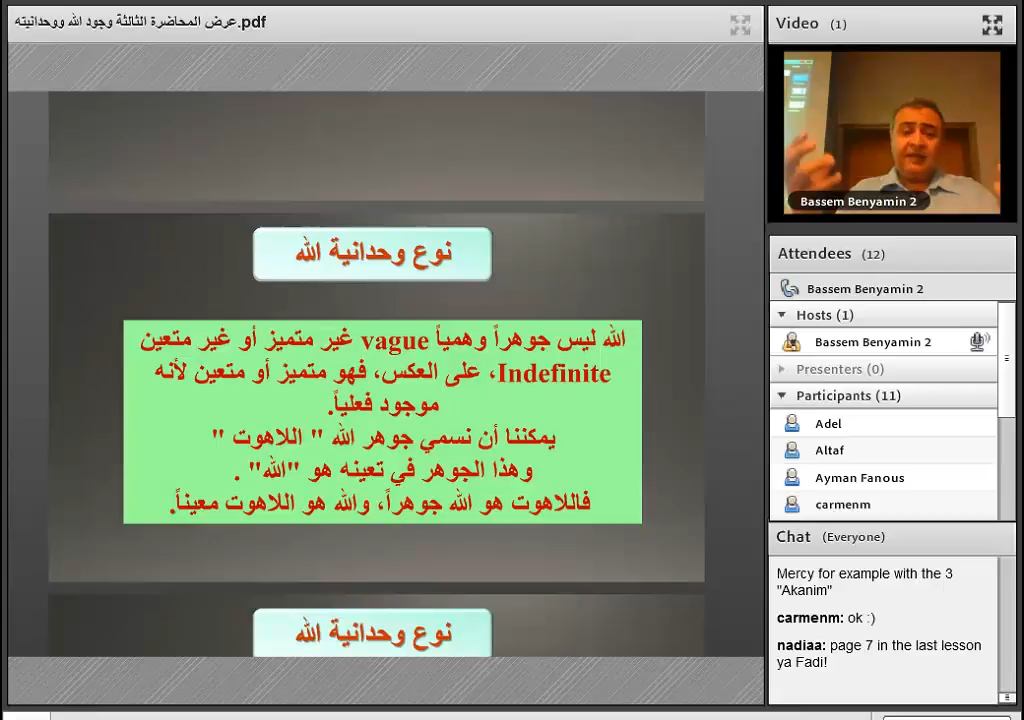 عرض المحاضرة الثالثة وجود الله ووحدانيته.pdf
نوع وحدانية الله
الله ليس جوهراً وهمياً vague غير متميز أو غير متعين
Indefinite، على العكس، فهو متميز أو متعين لأنه
موجود فعلياً.
يمكننا أن نسمي جوهر الله " اللاهوت "
وهذا الجوهر في تعينه هو "الله" .
فاللاهوت هو الله جوهراً، والله هو اللاهوت معيناً.
نوع وحدانية الله
Video (1)
Bassem Benyamin 2
Attendees (12)
Bassem Benyamin 2
Hosts (1)
Bassem Benyamin 2
Presenters (0)
Participants (11)
Adel
Altaf
Ayman Fanous
carmenm
Chat (Everyone)
Mercy for example with the 3
"Akanim"
carmenm: ok :)
nadiaa: page 7 in the last lesson
ya Fadi!